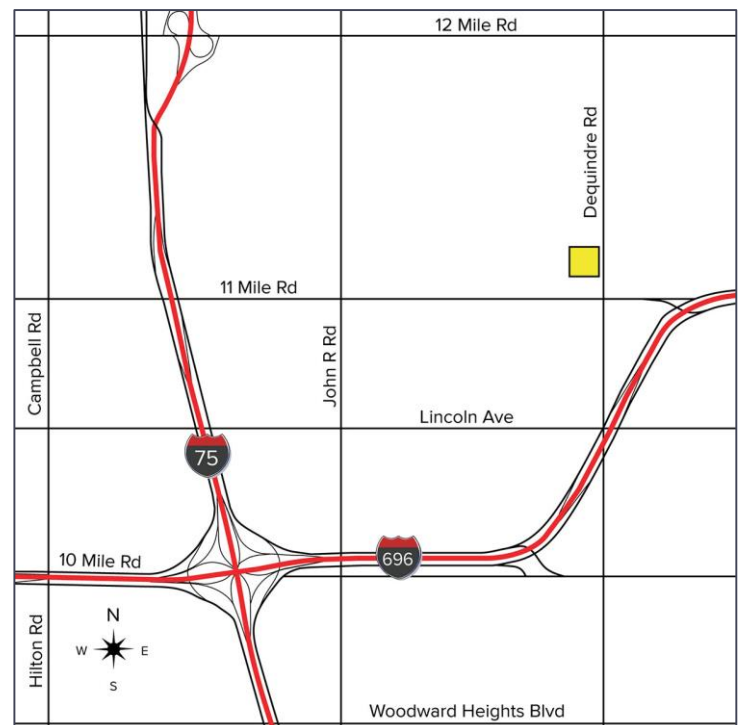 12 Mile Rd
Dequindre Rd
11 Mile Rd
Campbell Rd
John R Rd
Lincoln Ave
75
10 Mile Rd
696
Hilton Rd
N
W E
S
Woodward Heights Blvd